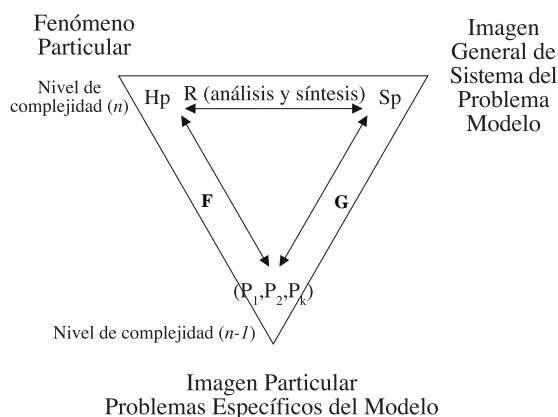 Fenómeno
Particular
Imagen
General de
Sistema del
Problema
Modelo
Nivel de
complejidad (n)
Hp R (análisis y síntesis) Sp
F G
(P1,P2,Pk)
Nivel de complejidad (n-1)
Imagen Particular
Problemas Específicos del Modelo